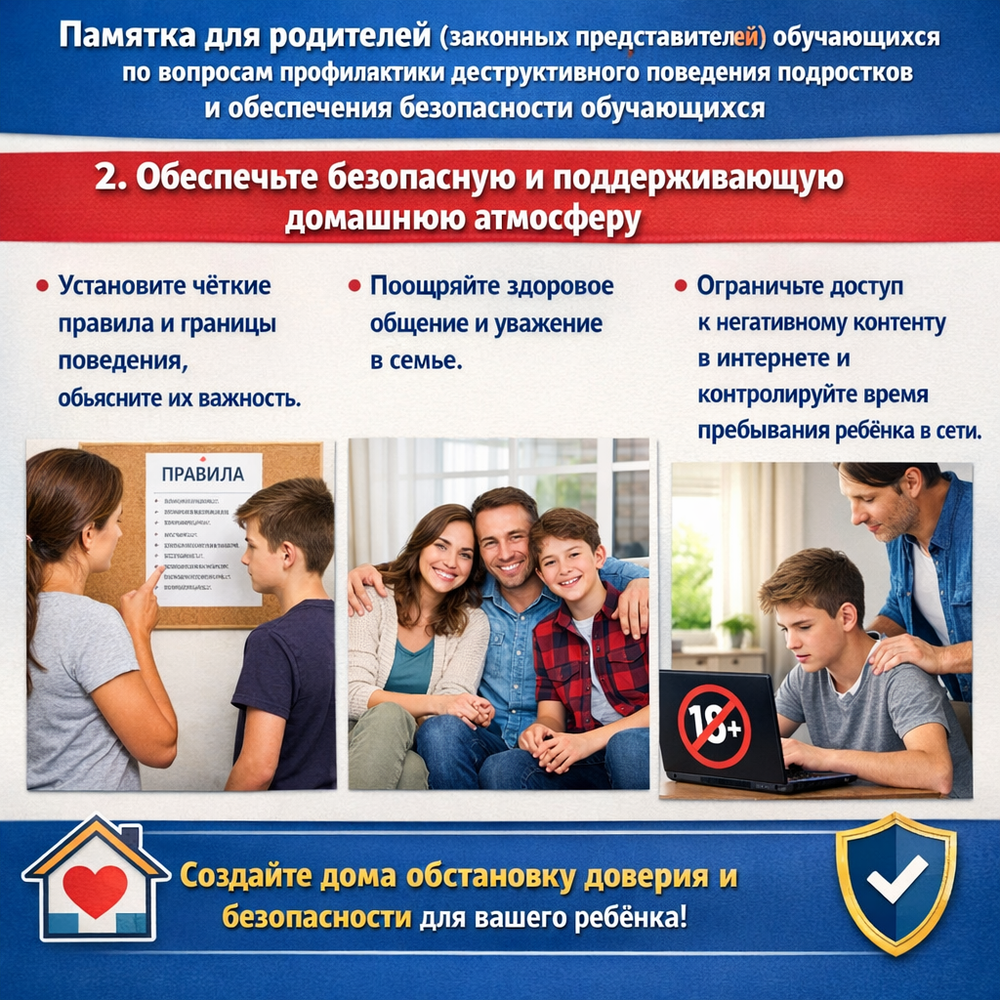 Памятка для родителей (законных представителей) обучающихся
по вопросам профилактики деструктивного поведения подростков
и обеспечения безопасности обучающихся
2. Обеспечьте безопасную и поддерживающую
домашнюю атмосферу
• Установите чёткие
правила и границы
поведения,
обьясните их важность.
• Поощряйте здоровое
общение и уважение
в семье.
• Ограничьте доступ
к негативному контенту
в интернете и
контролируйте время
пребывания ребёнка в сети.
ПРАВИЛА
18+
Создайте дома обстановку доверия и
безопасности для вашего ребёнка!